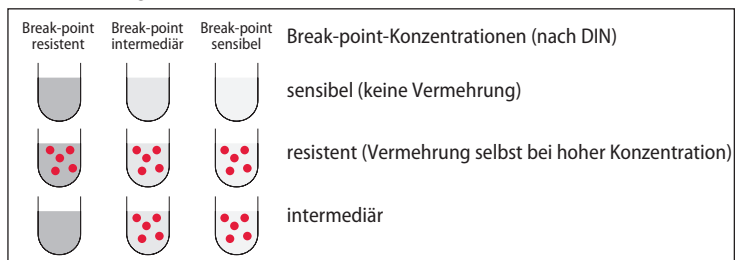 Break-point resistent
Break-point intermediär
Break-point sensibel
Break-point-Konzentrationen (nach DIN)
sensibel (keine Vermehrung)
resistent (Vermehrung selbst bei hoher Konzentration)
intermediär